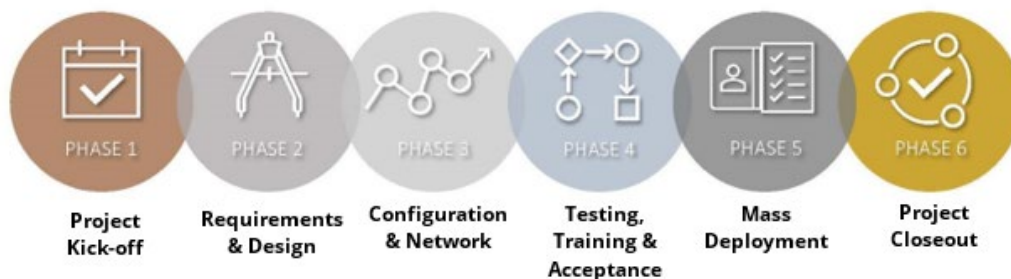 PHASE 1
PHASE 2
PHASE 3
PHASE 4
PHASE 5
PHASE 6
Project
Kick-off
Requirements
& Design
Configuration
& Network
Testing,
Training &
Acceptance
Mass
Deployment
Project
Closeout